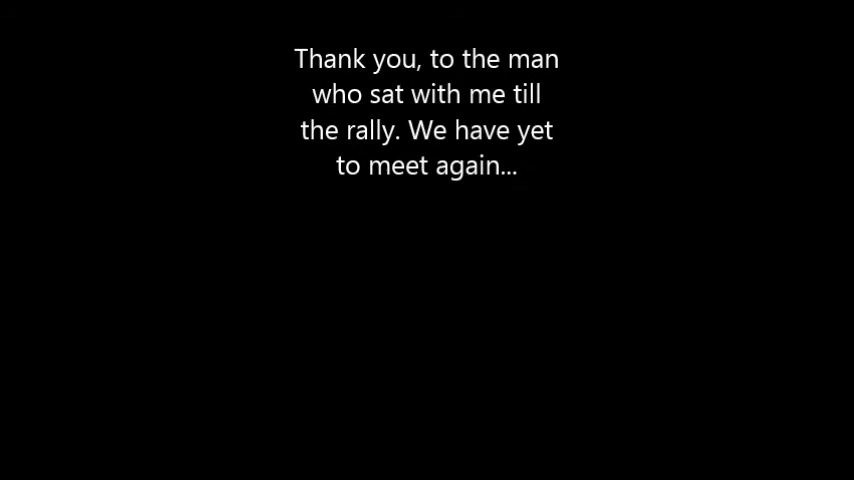 Thank you, to the man
who sat with me till
the rally. We have yet
to meet again...